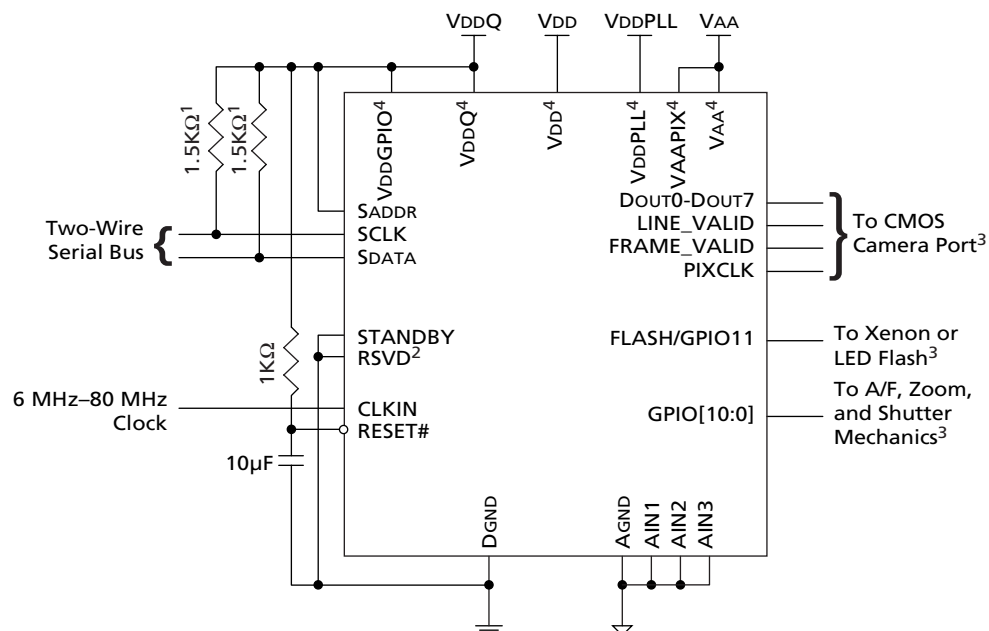 VDDQ
VDD
VDDPLL
VAA
1.5KΩ1
1.5KΩ1
VDDGPIO4
VDDQ4
VDD4
VDDPLL4
VAAPIX4
VAA4
Two-Wire
Serial Bus
SADDR
SCLK
SDATA
DOUT0-DOUT7
LINE_VALID
FRAME_VALID
PIXCLK
To CMOS
Camera Port3
1KΩ
STANDBY
RSVD2
FLASH/GPIO11
To Xenon or
LED Flash3
6 MHz–80 MHz
Clock
CLKIN
RESET#
GPIO[10:0]
To A/F, Zoom,
and Shutter
Mechanics3
10µF
DGND
AGND
AIN1
AIN2
AIN3